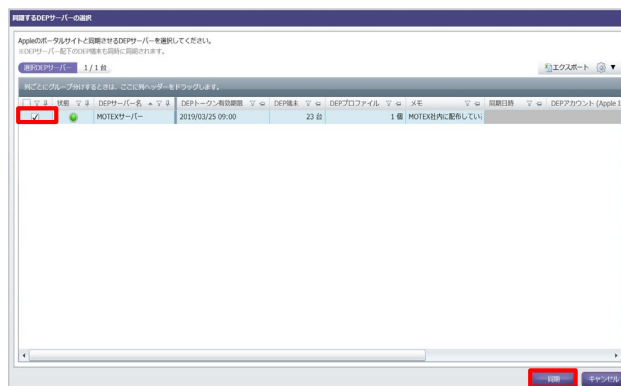 同期するDEPサーバーの選択
Appleのポータルサイトと同期させるDEPサーバーを選択してください。
※DEPサーバー配下のDEP端末も同時に同期されます。
選択DEPサーバー 1 / 1 台 エクスポート
列ごとにグループ分けするときは、ここに列ヘッダーをドラッグします。
状態 DEPサーバー名 DEPトークン有効期限 DEP端末 DEPプロファイル メモ 同期日時 DEPアカウント (Apple I
MOTEXサーバー 2019/03/25 09:00 23 台 1 個 MOTEX社内に配布してい
同期 キャンセル